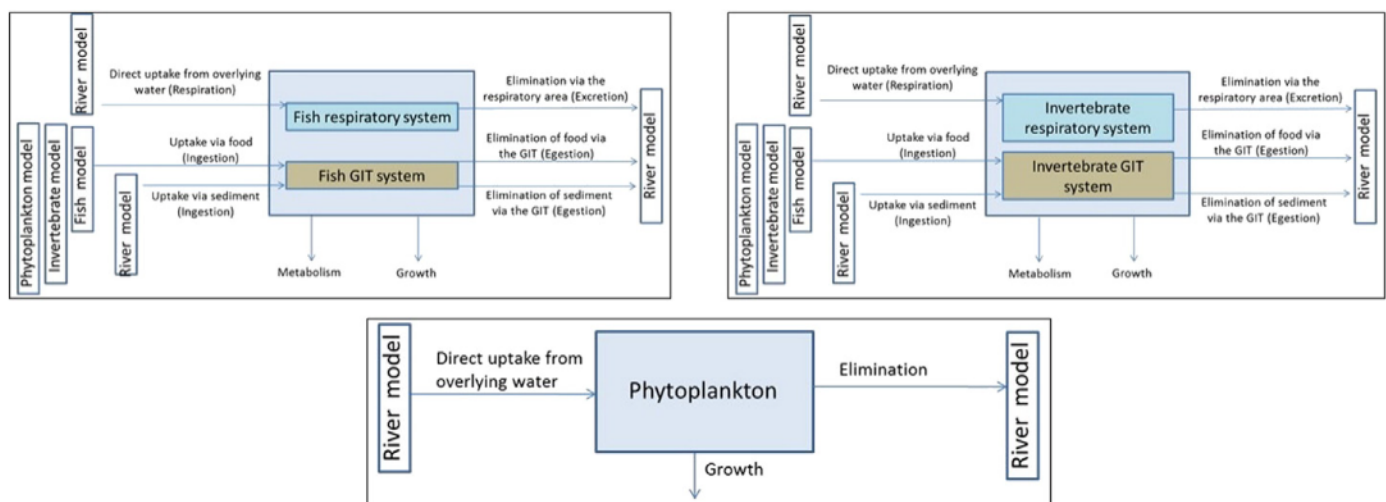 River model
Direct uptake from overlying
water (Respiration)
Fish respiratory system
Elimination via the
respiratory area (Excretion)
Phytoplankton model
Invertebrate model
Fish model
Uptake via food
(Ingestion)
Fish GIT system
Elimination of food via
the GIT (Egestion)
River model
River model
Uptake via sediment
(Ingestion)
Elimination of sediment
via the GIT (Egestion)
Metabolism
Growth
River model
Direct uptake from overlying
water (Respiration)
Invertebrate
respiratory system
Elimination via the
respiratory area (Excretion)
Phytoplankton model
Invertebrate model
Fish model
Uptake via food
(Ingestion)
Invertebrate GIT
system
Elimination of food via
the GIT (Egestion)
River model
River model
Uptake via sediment
(Ingestion)
Elimination of sediment
via the GIT (Egestion)
Metabolism
Growth
River model
Direct uptake from
overlying water
Phytoplankton
Elimination
River model
Growth